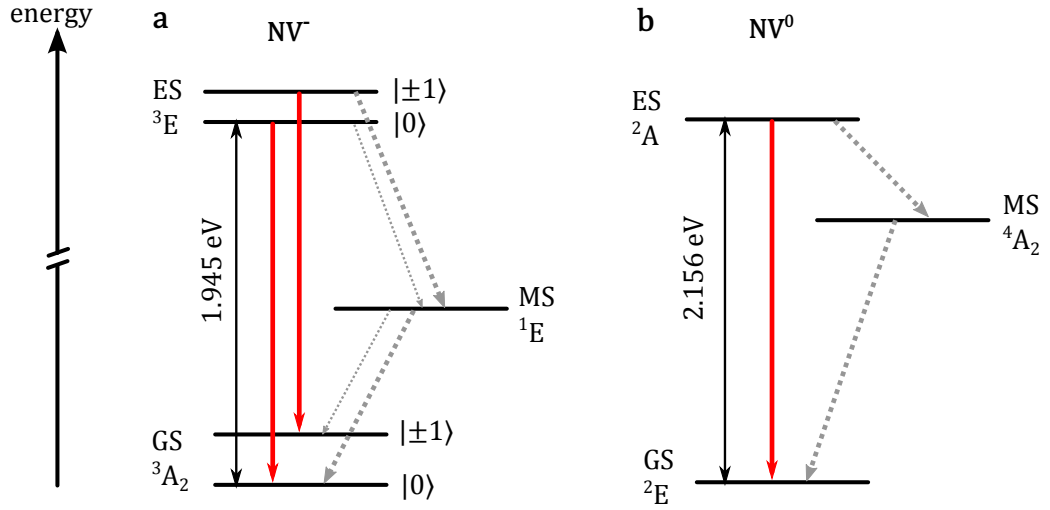 energy
a
NV⁻
ES
³E
|±1⟩
|0⟩
1.945 eV
MS
¹E
GS
³A₂
|±1⟩
|0⟩
b
NV⁰
ES
²A
2.156 eV
MS
⁴A₂
GS
²E